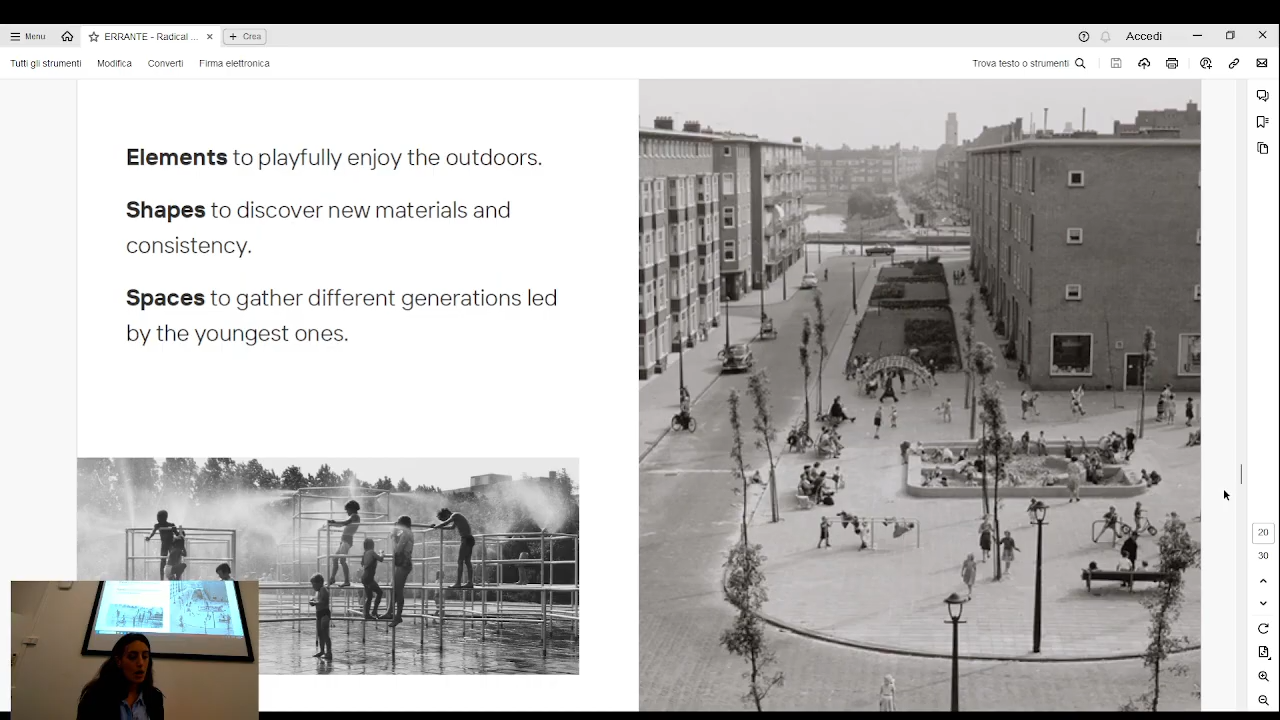 Menu
ERRANTE - Radical ...
Crea
Accedi
Tutti gli strumenti
Modifica
Converti
Firma elettronica
Trova testo o strumenti
Elements to playfully enjoy the outdoors.
Shapes to discover new materials and
consistency.
Spaces to gather different generations led
by the youngest ones.
20
30